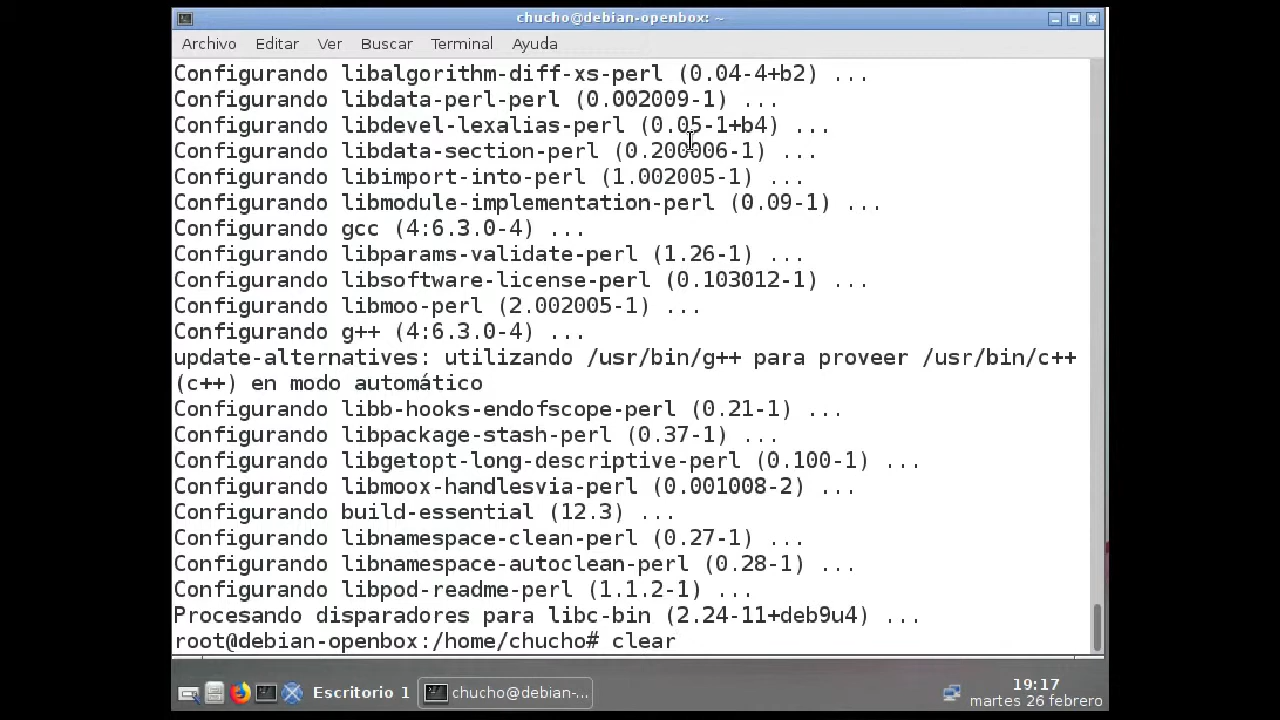 chucho@debian-openbox: ~
Archivo Editar Ver Buscar Terminal Ayuda
Configurando libalgorithm-diff-xs-perl (0.04-4+b2) ...
Configurando libdata-perl-perl (0.002009-1) ...
Configurando libdevel-lexalias-perl (0.05-1+b4) ...
Configurando libdata-section-perl (0.200006-1) ...
Configurando libimport-into-perl (1.002005-1) ...
Configurando libmodule-implementation-perl (0.09-1) ...
Configurando gcc (4:6.3.0-4) ...
Configurando libparams-validate-perl (1.26-1) ...
Configurando libsoftware-license-perl (0.103012-1) ...
Configurando libmoo-perl (2.002005-1) ...
Configurando g++ (4:6.3.0-4) ...
update-alternatives: utilizando /usr/bin/g++ para proveer /usr/bin/c++
(c++) en modo automático
Configurando libb-hooks-endofscope-perl (0.21-1) ...
Configurando libpackage-stash-perl (0.37-1) ...
Configurando libgetopt-long-descriptive-perl (0.100-1) ...
Configurando libmoox-handlesvia-perl (0.001008-2) ...
Configurando build-essential (12.3) ...
Configurando libnamespace-clean-perl (0.27-1) ...
Configurando libnamespace-autoclean-perl (0.28-1) ...
Configurando libpod-readme-perl (1.1.2-1) ...
Procesando disparadores para libc-bin (2.24-11+deb9u4) ...
root@debian-openbox:/home/chucho# clear
Escritorio 1 chucho@debian-... 19:17
martes 26 febrero